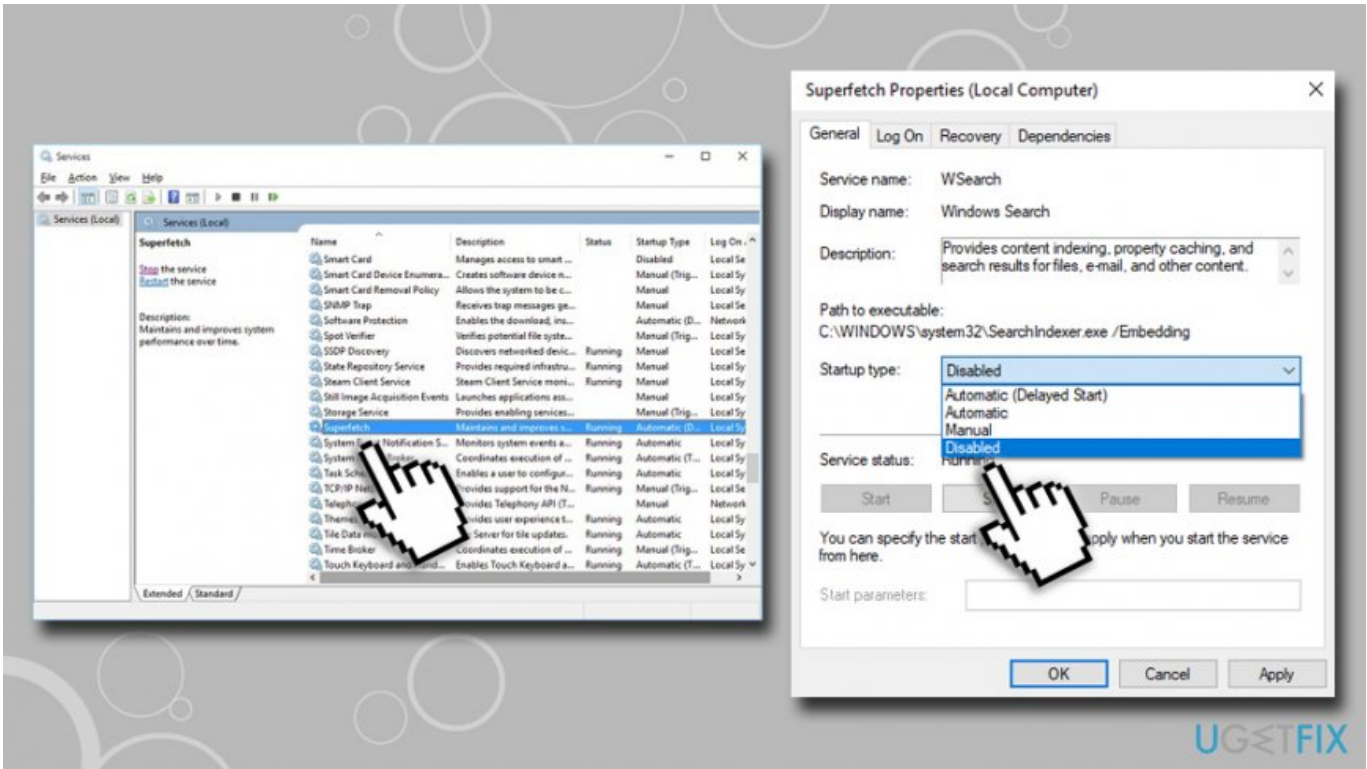 Services
File Action View Help
Services (Local)
Services (Local)
Superfetch
Stop the service
Restart the service
Description:
Maintains and improves system
performance over time.
Name Description Status Startup Type Log On
Smart Card Manages access to smart ... Disabled Local Se
Smart Card Device Enumera... Creates software device n... Manual (Trig... Local Sy
Smart Card Removal Policy Allows the system to be c... Manual Local Sy
SNMP Trap Receives trap messages ge... Manual Local Se
Software Protection Enables the download, ins... Automatic (D... Network
Spot Verifier Verifies potential file syste... Manual (Trig... Local Sy
SSDP Discovery Discovers networked devic... Running Manual Local Se
State Repository Service Provides required infrastru... Running Manual Local Sy
Steam Client Service Steam Client Service moni... Running Manual Local Sy
Still Image Acquisition Events Launches applications ass... Manual Local Sy
Storage Service Provides enabling services... Manual (Trig... Local Sy
Superfetch Maintains and improves s... Running Automatic (D... Local Sy
System Notification S... Monitors system events a... Running Automatic Local Sy
System Broker Coordinates execution of ... Running Automatic (T... Local Sy
Task Enables a user to configur... Running Automatic Local Sy
TCP/IP Provides support for the N... Running Manual (Trig... Local Se
Provides Telephony API (T... Manual Network
Themes user experience t... Running Automatic Local Sy
Tile Data Server for tile updates. Running Automatic Local Sy
Time Broker Coordinates execution of ... Running Manual (Trig... Local Se
Touch Keyboard and Enables Touch Keyboard a... Running Automatic (T... Local Sy
Extended Standard
Superfetch Properties (Local Computer)
General Log On Recovery Dependencies
Service name: WSearch
Display name: Windows Search
Description: Provides content indexing, property caching, and
search results for files, e-mail, and other content.
Path to executable:
C:\WINDOWS\system32\SearchIndexer.exe /Embedding
Startup type: Disabled
Automatic (Delayed Start)
Automatic
Manual
Disabled
Service status: Running
Start Pause Resume
You can specify the start apply when you start the service
from here.
Start parameters:
OK Cancel Apply
UGETFIX